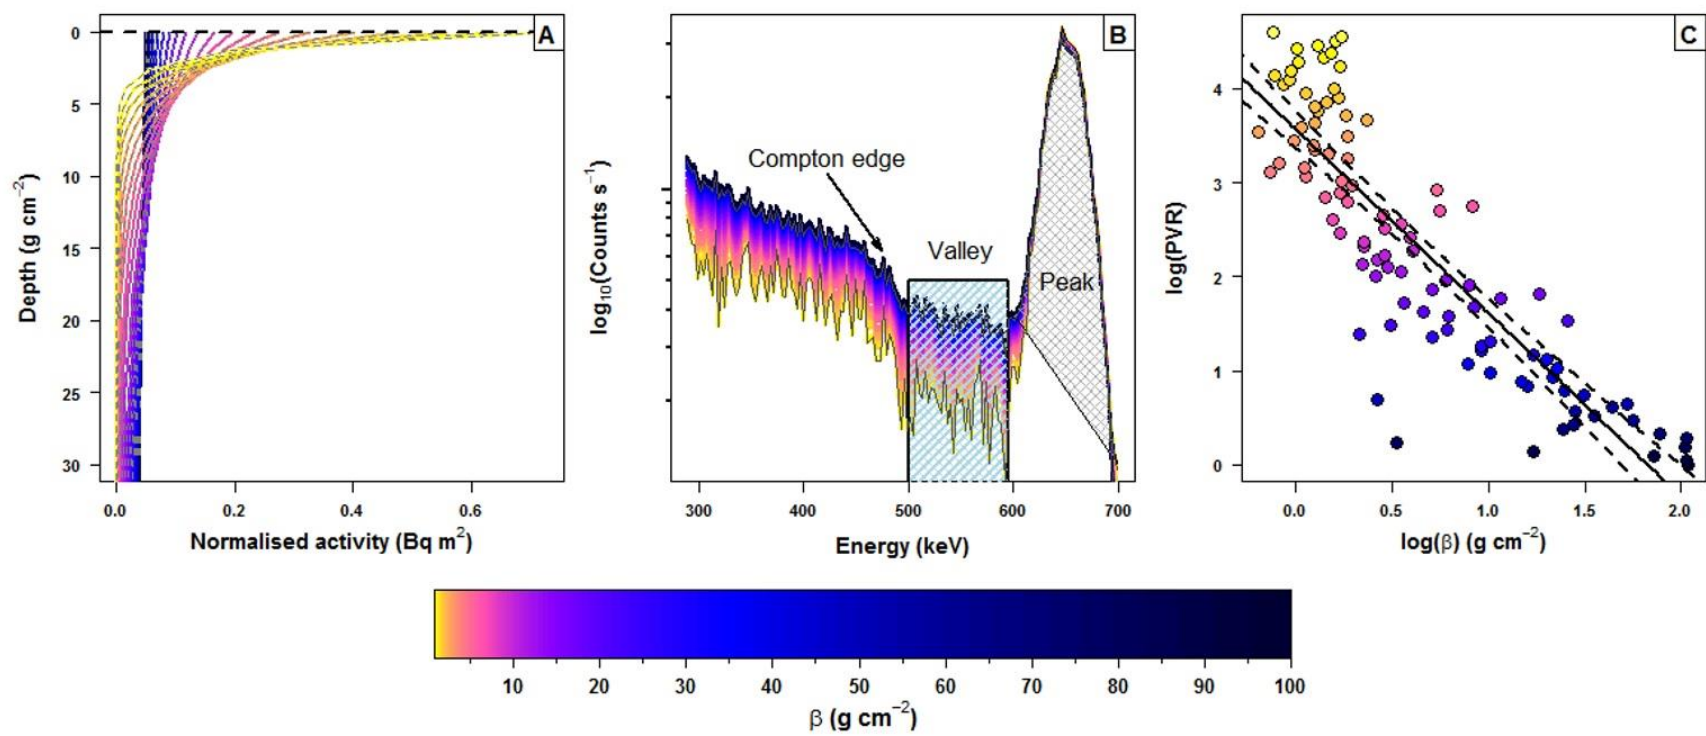 A
0
5
10
15
20
25
30
Depth (g cm⁻²)
0.0 0.2 0.4 0.6
Normalised activity (Bq m²)
B
log₁₀(Counts s⁻¹)
Compton edge
Valley
Peak
300 400 500 600 700
Energy (keV)
C
4
3
2
1
0
log(PVR)
0.0 0.5 1.0 1.5 2.0
log(β) (g cm⁻²)
10 20 30 40 50 60 70 80 90 100
β (g cm⁻²)